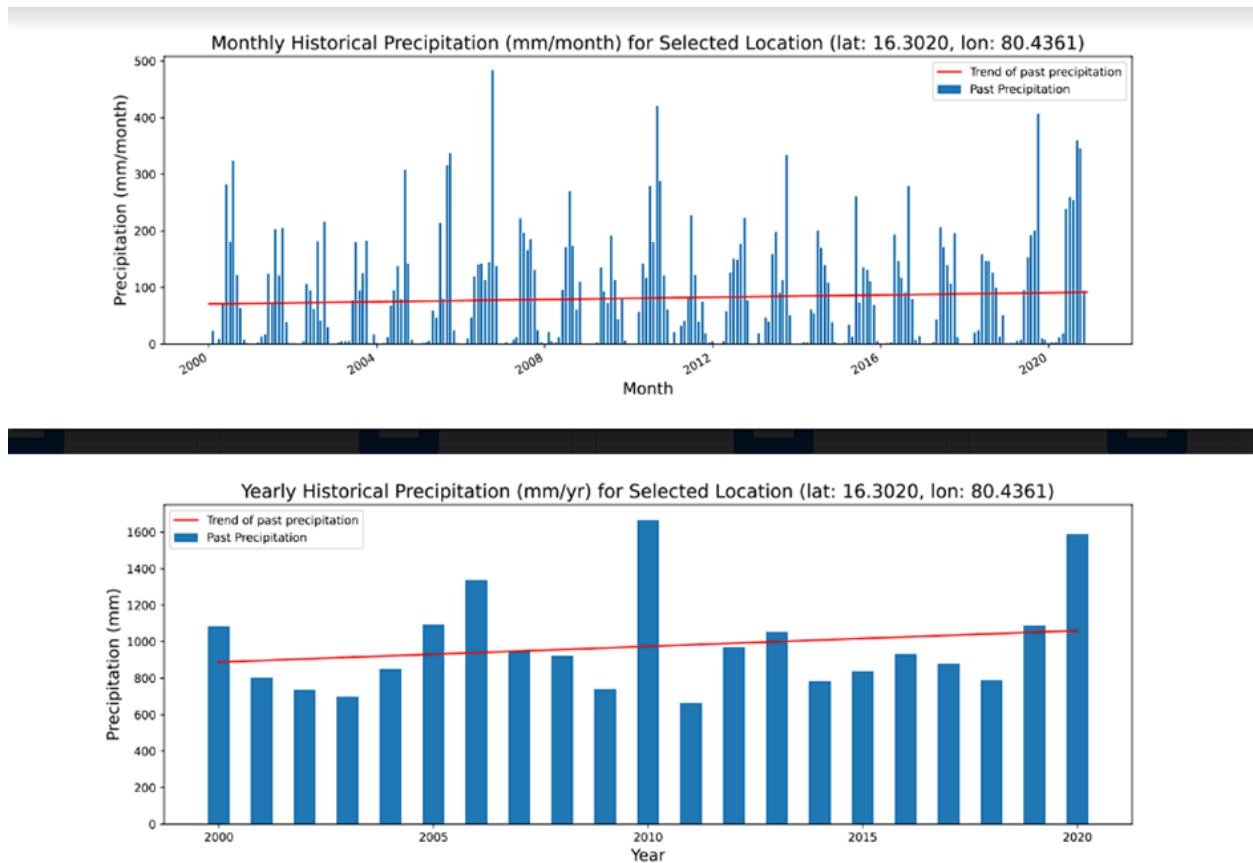 Monthly Historical Precipitation (mm/month) for Selected Location (lat: 16.3020, lon: 80.4361)
Trend of past precipitation
Past Precipitation
Precipitation (mm/month)
500
400
300
200
100
0
2000
2004
2008
2012
2016
2020
Month
Yearly Historical Precipitation (mm/yr) for Selected Location (lat: 16.3020, lon: 80.4361)
Trend of past precipitation
Past Precipitation
Precipitation (mm)
1600
1400
1200
1000
800
600
400
200
0
2000
2005
2010
2015
2020
Year